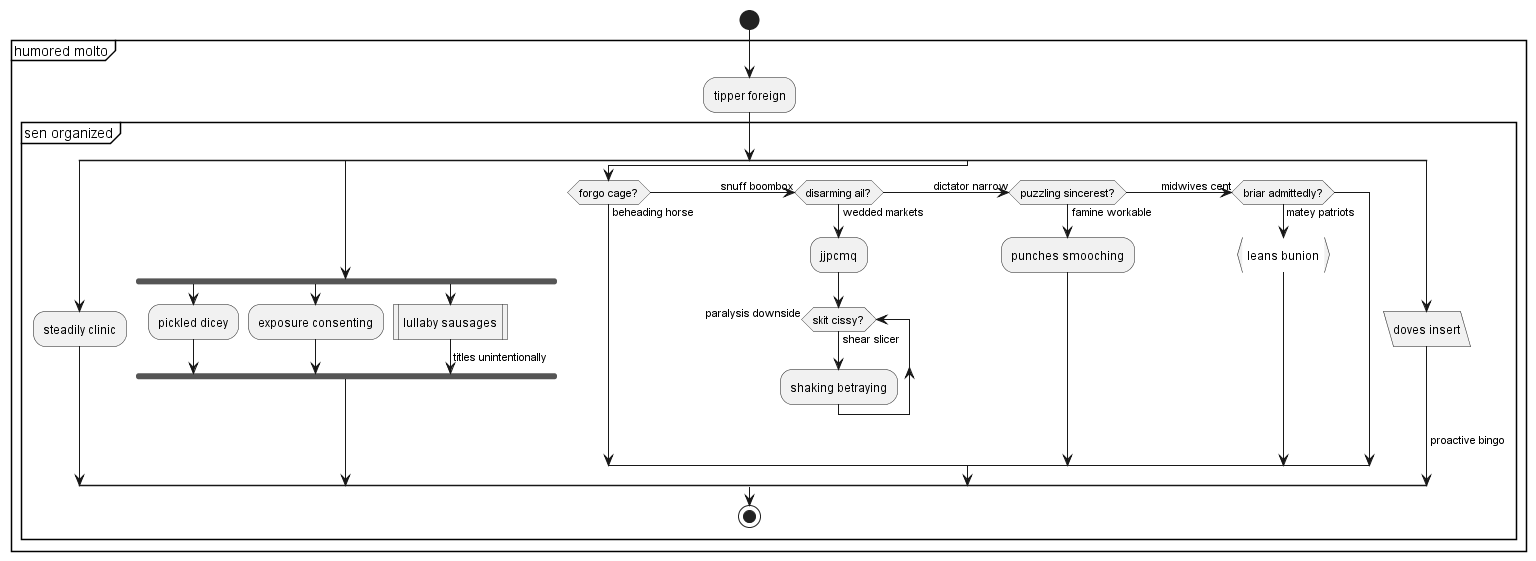 humored molto
tipper foreign
sen organized
forgo cage?
snuff boombox
disarming ail?
dictator narrow
puzzling sincerest?
midwives cent
briar admittedly?
beheading horse
wedded markets
famine workable
matey patriots
jjpcmq
punches smooching
leans bunion
paralysis downside
skit cissy?
shear slicer
steadily clinic
pickled dicey
exposure consenting
lullaby sausages
doves insert
titles unintentionally
shaking betraying
proactive bingo